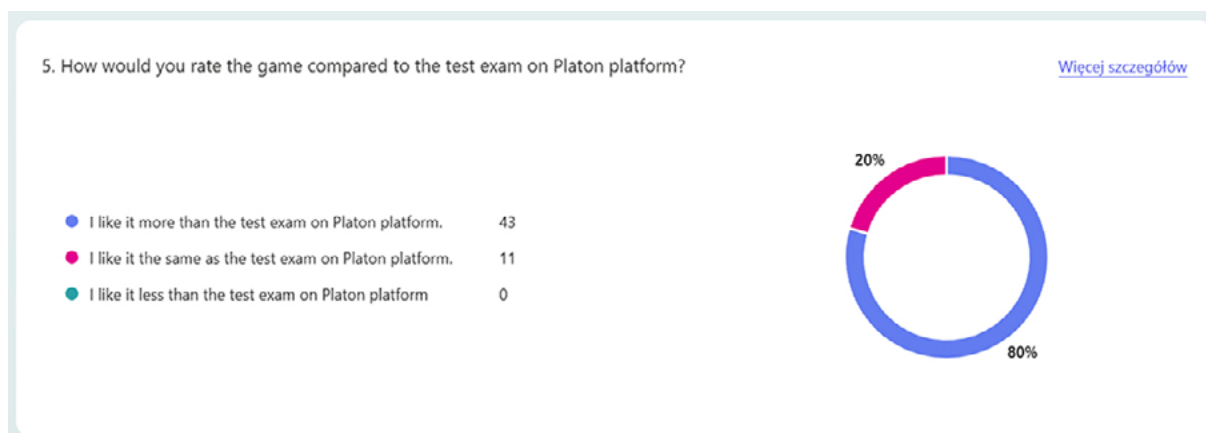 5. How would you rate the game compared to the test exam on Platon platform?
Więcej szczegółów
20%
I like it more than the test exam on Platon platform. 43
I like it the same as the test exam on Platon platform. 11
I like it less than the test exam on Platon platform 0
80%